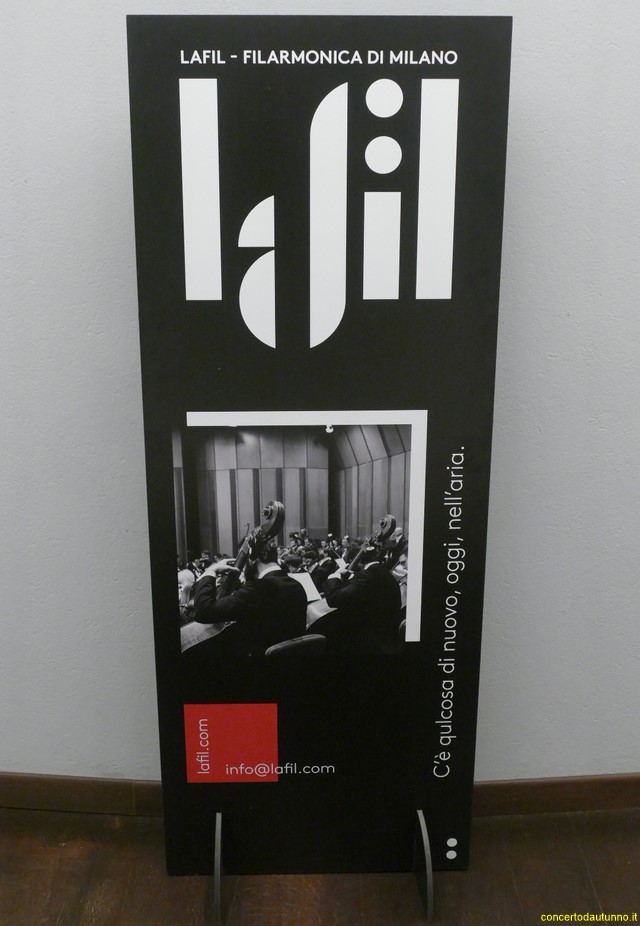 LAFIL - FILARMONICA DI MILANO
lafil
C'è qulcosa di nuovo, oggi, nell'aria.
lafil.com
info@lafil.com
concertodautunno.it